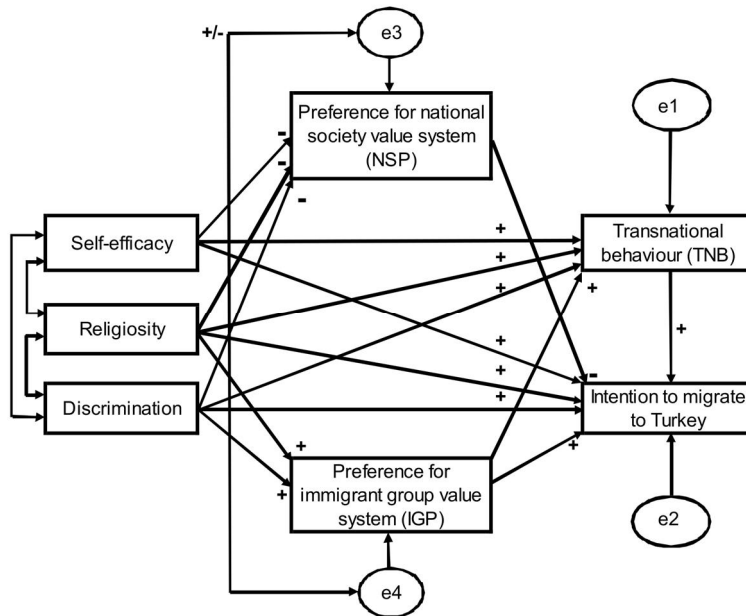 +/-
e3
Preference for national
society value system
(NSP)
e1
-
-
-
Self-efficacy
+
Transnational
behaviour (TNB)
+
+
+
Religiosity
+
+
-
Discrimination
+
+
Intention to migrate
to Turkey
+
+
+
Preference for
immigrant group value
system (IGP)
e2
e4